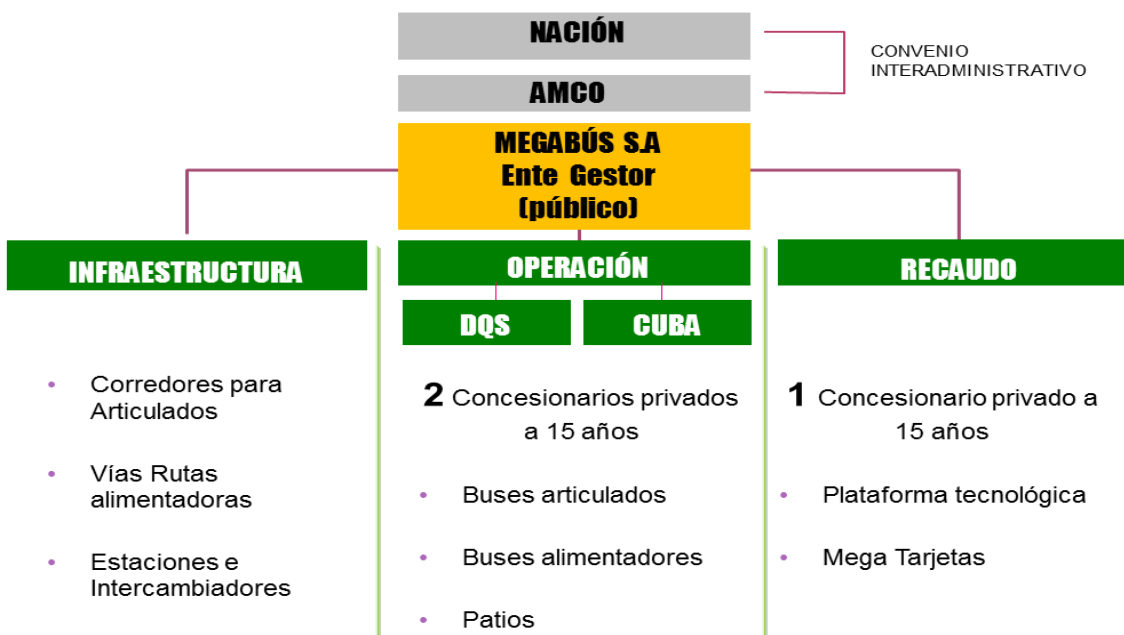 NACIÓN
CONVENIO
INTERADMINISTRATIVO
AMCO
MEGABÚS S.A
Ente Gestor
(público)
INFRAESTRUCTURA
• Corredores para
Articulados
• Vías Rutas
alimentadoras
• Estaciones e
Intercambiadores
OPERACIÓN
DQS
CUBA
2 Concesionarios privados
a 15 años
• Buses articulados
• Buses alimentadores
• Patios
RECAUDO
1 Concesionario privado a
15 años
• Plataforma tecnológica
• Mega Tarjetas